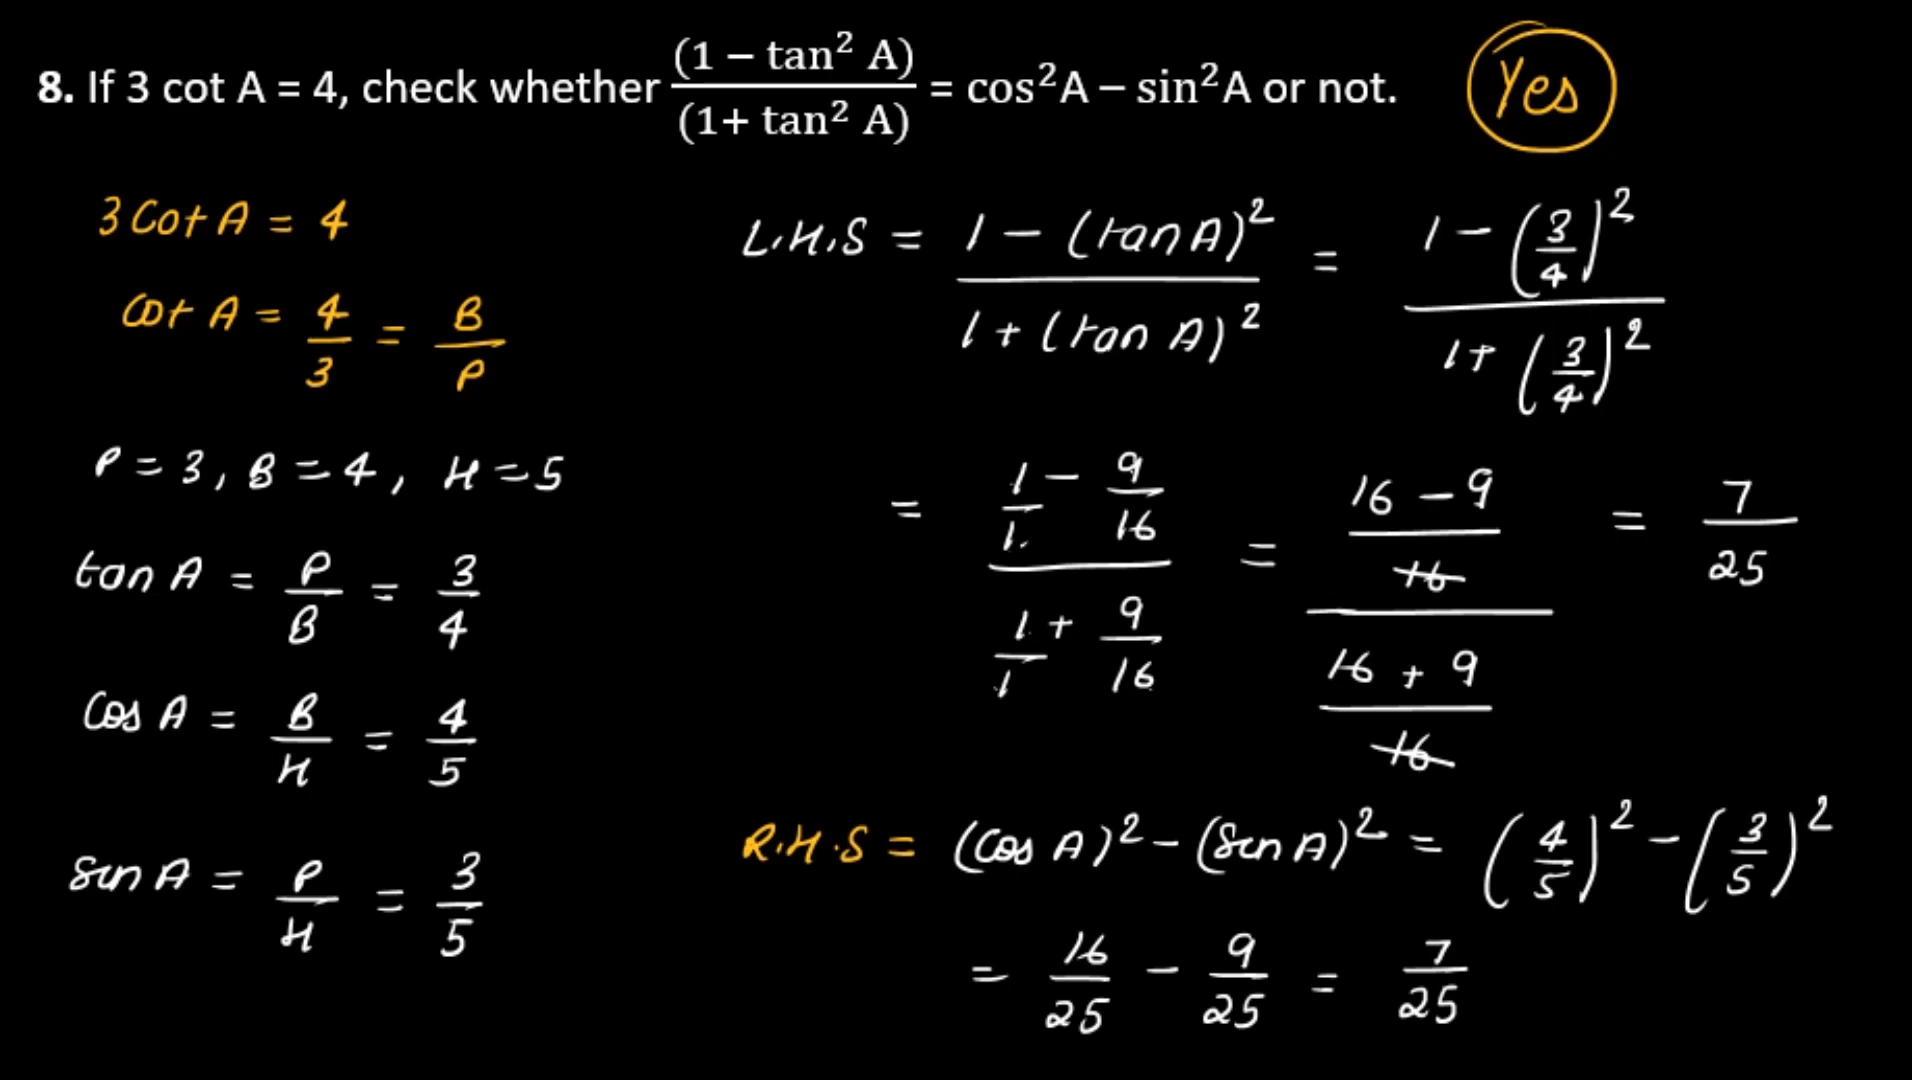 8. If 3 cot A = 4, check whether (1 – tan² A)/(1+ tan² A) = cos²A – sin²A or not. Yes
3 Cot A = 4
Cot A = 4/3 = B/P
P = 3, B = 4, H = 5
tan A = P/B = 3/4
Cos A = B/H = 4/5
Sin A = P/H = 3/5
L.H.S = (1 – (tan A)²)/(1 + (tan A)²) = (1 – (3/4)²)/(1 + (3/4)²)
= (1/1 – 9/16)/(1/1 + 9/16) = ((16 – 9)/16)/((16 + 9)/16) = 7/25
R.H.S = (Cos A)² – (Sin A)² = (4/5)² – (3/5)²
= 16/25 – 9/25 = 7/25